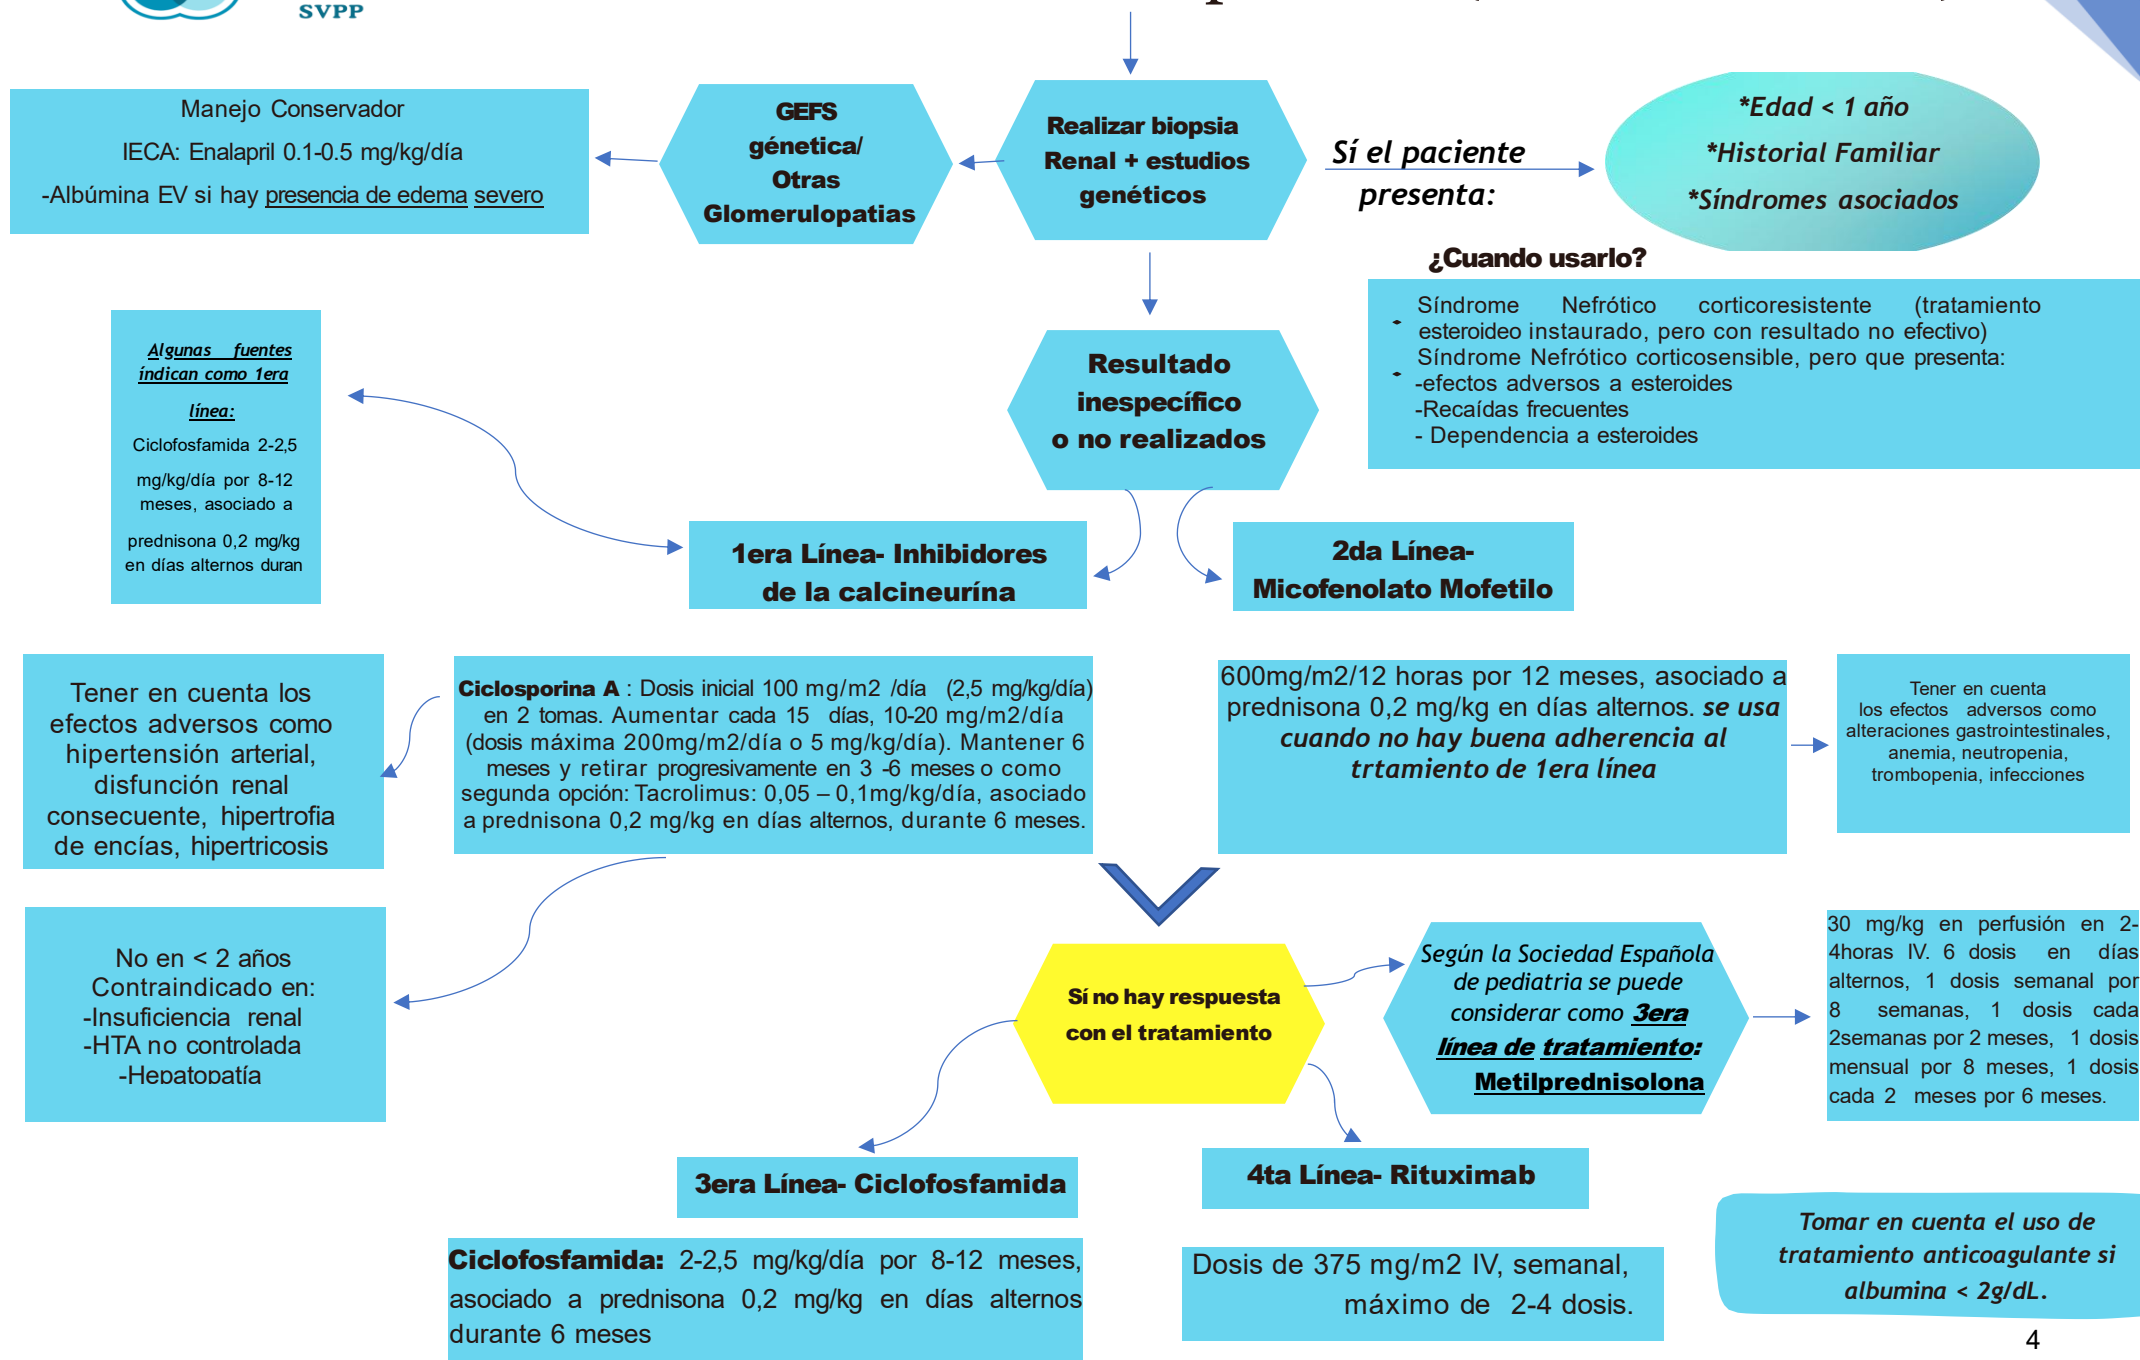 SVPP
Manejo Conservador
IECA: Enalapril 0.1-0.5 mg/kg/día
-Albúmina EV si hay presencia de edema severo
GEFS
génetica/
Otras
Glomerulopatias
Realizar biopsia
Renal + estudios
genéticos
Sí el paciente
presenta:
*Edad < 1 año
*Historial Familiar
*Síndromes asociados
¿Cuando usarlo?
Síndrome Nefrótico corticoresistente (tratamiento
esteroideo instaurado, pero con resultado no efectivo)
Síndrome Nefrótico corticosensible, pero que presenta:
-efectos adversos a esteroides
-Recaídas frecuentes
- Dependencia a esteroides
Algunas fuentes
índican como 1era
línea:
Ciclofosfamida 2-2,5
mg/kg/día por 8-12
meses, asociado a
prednisona 0,2 mg/kg
en días alternos duran
Resultado
inespecífico
o no realizados
1era Línea- Inhibidores
de la calcineurína
2da Línea-
Micofenolato Mofetilo
Tener en cuenta los
efectos adversos como
hipertensión arterial,
disfunción renal
consecuente, hipertrofia
de encías, hipertricosis
Ciclosporina A : Dosis inicial 100 mg/m2 /día (2,5 mg/kg/día)
en 2 tomas. Aumentar cada 15 días, 10-20 mg/m2/día
(dosis máxima 200mg/m2/día o 5 mg/kg/día). Mantener 6
meses y retirar progresivamente en 3 -6 meses o como
segunda opción: Tacrolimus: 0,05 – 0,1mg/kg/día, asociado
a prednisona 0,2 mg/kg en días alternos, durante 6 meses.
600mg/m2/12 horas por 12 meses, asociado a
prednisona 0,2 mg/kg en días alternos. se usa
cuando no hay buena adherencia al
trtamiento de 1era línea
Tener en cuenta
los efectos adversos como
alteraciones gastrointestinales,
anemia, neutropenia,
trombopenia, infecciones
No en < 2 años
Contraindicado en:
-Insuficiencia renal
-HTA no controlada
-Hepatopatía
Sí no hay respuesta
con el tratamiento
Según la Sociedad Española
de pediatria se puede
considerar como 3era
línea de tratamiento:
Metilprednisolona
30 mg/kg en perfusión en 2-
4horas IV. 6 dosis en días
alternos, 1 dosis semanal por
8 semanas, 1 dosis cada
2semanas por 2 meses, 1 dosis
mensual por 8 meses, 1 dosis
cada 2 meses por 6 meses.
3era Línea- Ciclofosfamida
4ta Línea- Rituximab
Ciclofosfamida: 2-2,5 mg/kg/día por 8-12 meses,
asociado a prednisona 0,2 mg/kg en días alternos
durante 6 meses
Dosis de 375 mg/m2 IV, semanal,
máximo de 2-4 dosis.
Tomar en cuenta el uso de
tratamiento anticoagulante si
albumina < 2g/dL.
4